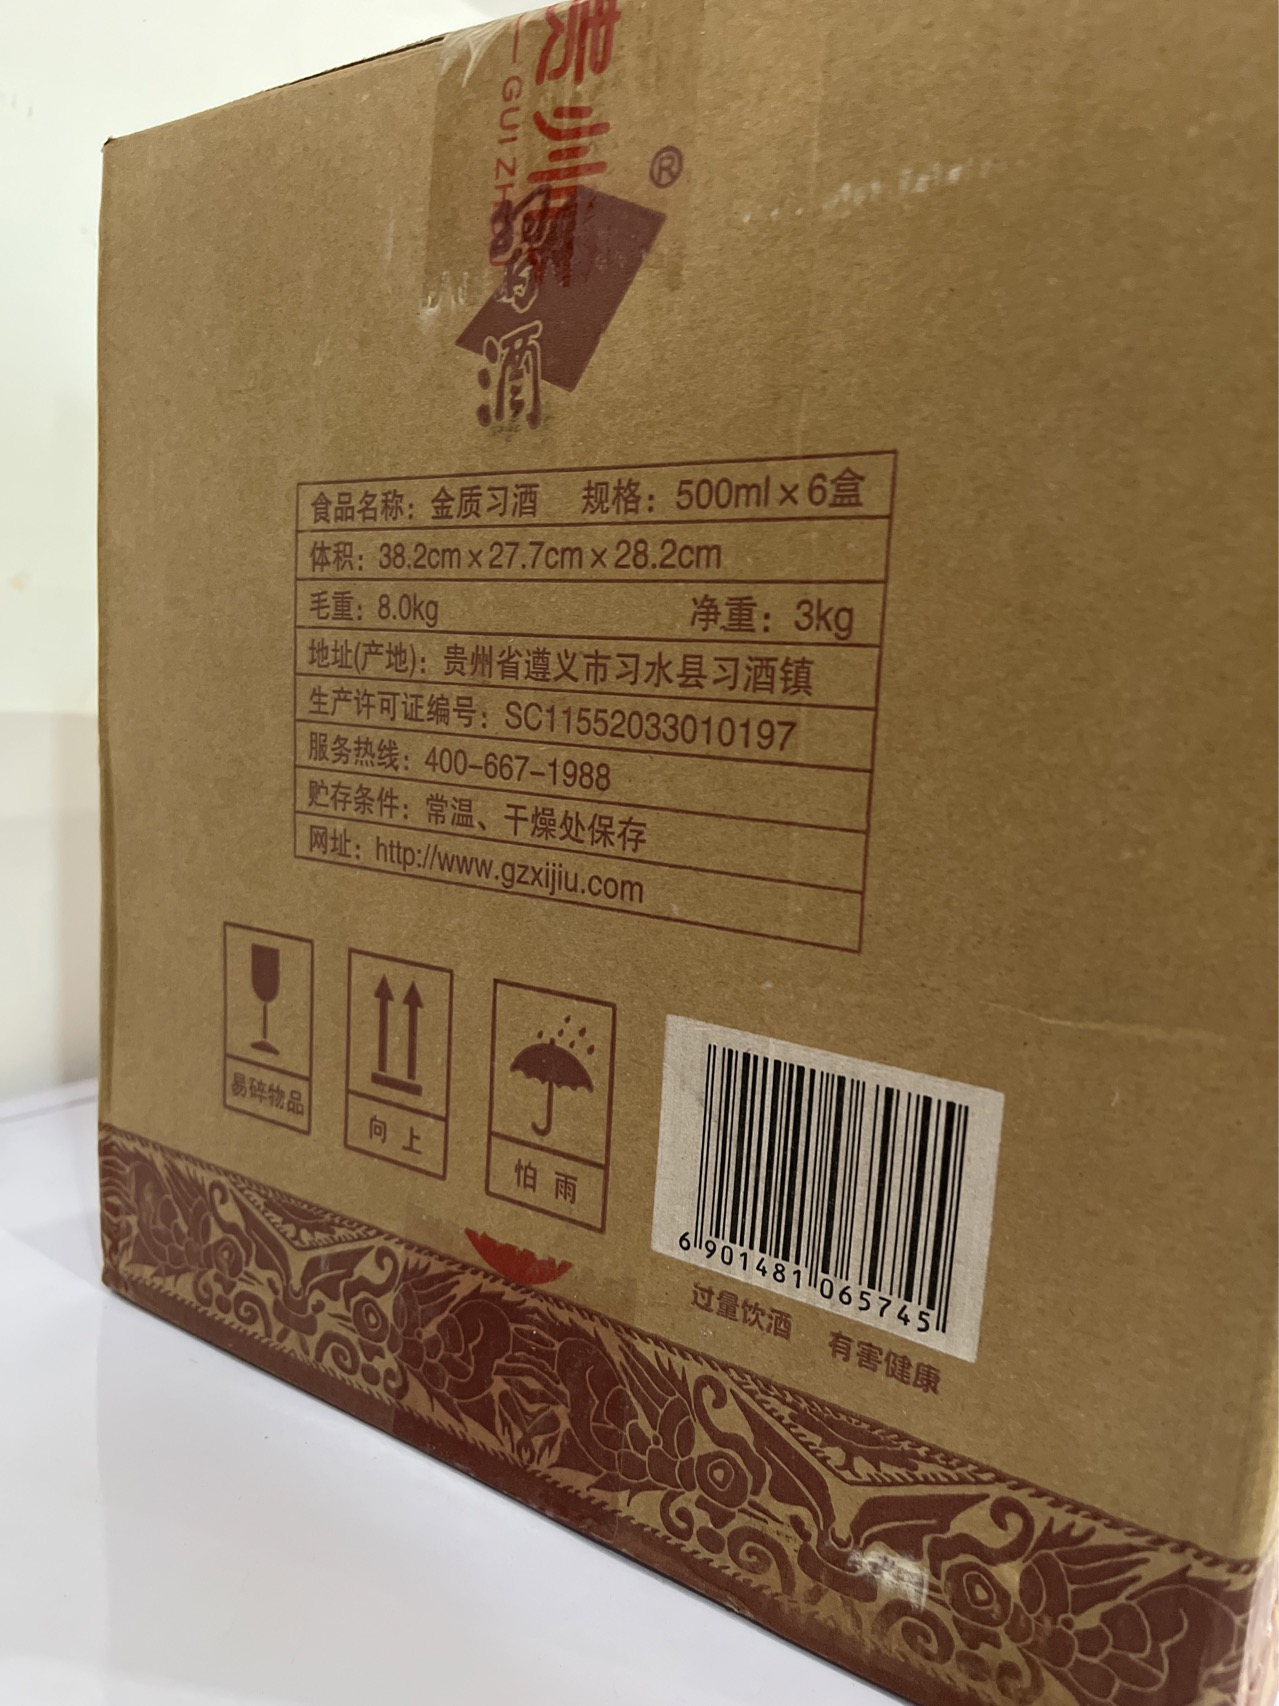 州
GUI ZH
®
习酒
食品名称：金质习酒 规格：500ml×6盒
体积：38.2cm×27.7cm×28.2cm
毛重：8.0kg 净重：3kg
地址(产地)：贵州省遵义市习水县习酒镇
生产许可证编号：SC11552033010197
服务热线：400-667-1988
贮存条件：常温、干燥处保存
网址：http://www.gzxijiu.com
易碎物品
向上
怕雨
6 901481 065745
过量饮酒 有害健康